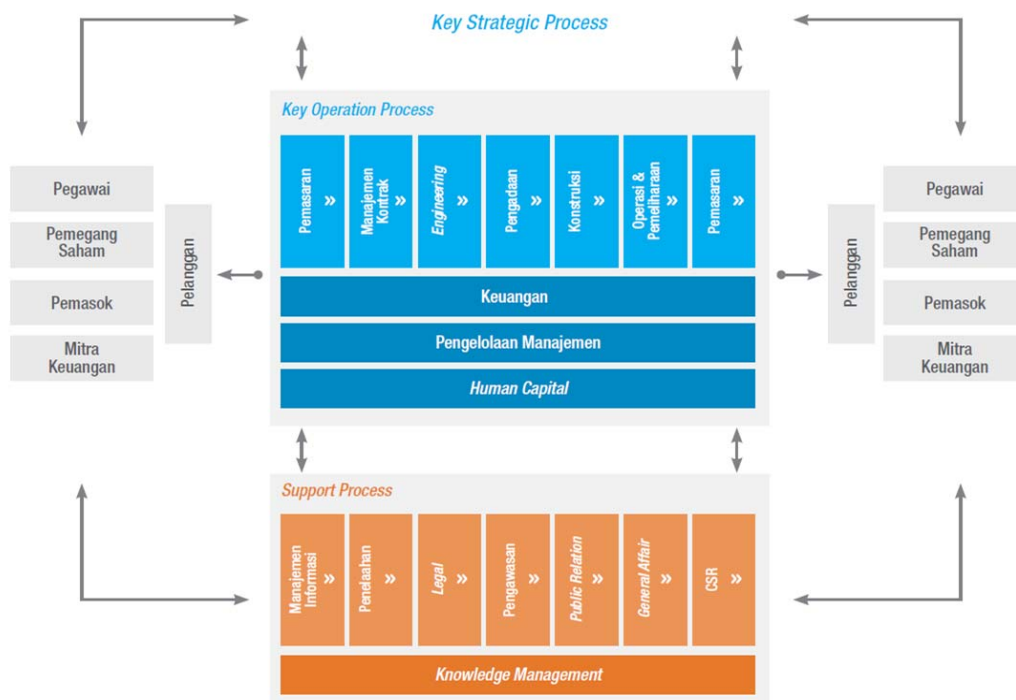 Key Strategic Process
Pegawai
Pemegang
Saham
Pemasok
Mitra
Keuangan
Pelanggan
Key Operation Process
Pemasaran »
Manajemen
Kontrak »
Engineering »
Pengadaan »
Konstruksi »
Operasi &
Pemeliharaan »
Pemasaran »
Keuangan
Pengelolaan Manajemen
Human Capital
Pelanggan
Pegawai
Pemegang
Saham
Pemasok
Mitra
Keuangan
Support Process
Manajemen
Informasi »
Penelaahan »
Legal »
Pengawasan »
Public Relation »
General Affair »
CSR »
Knowledge Management